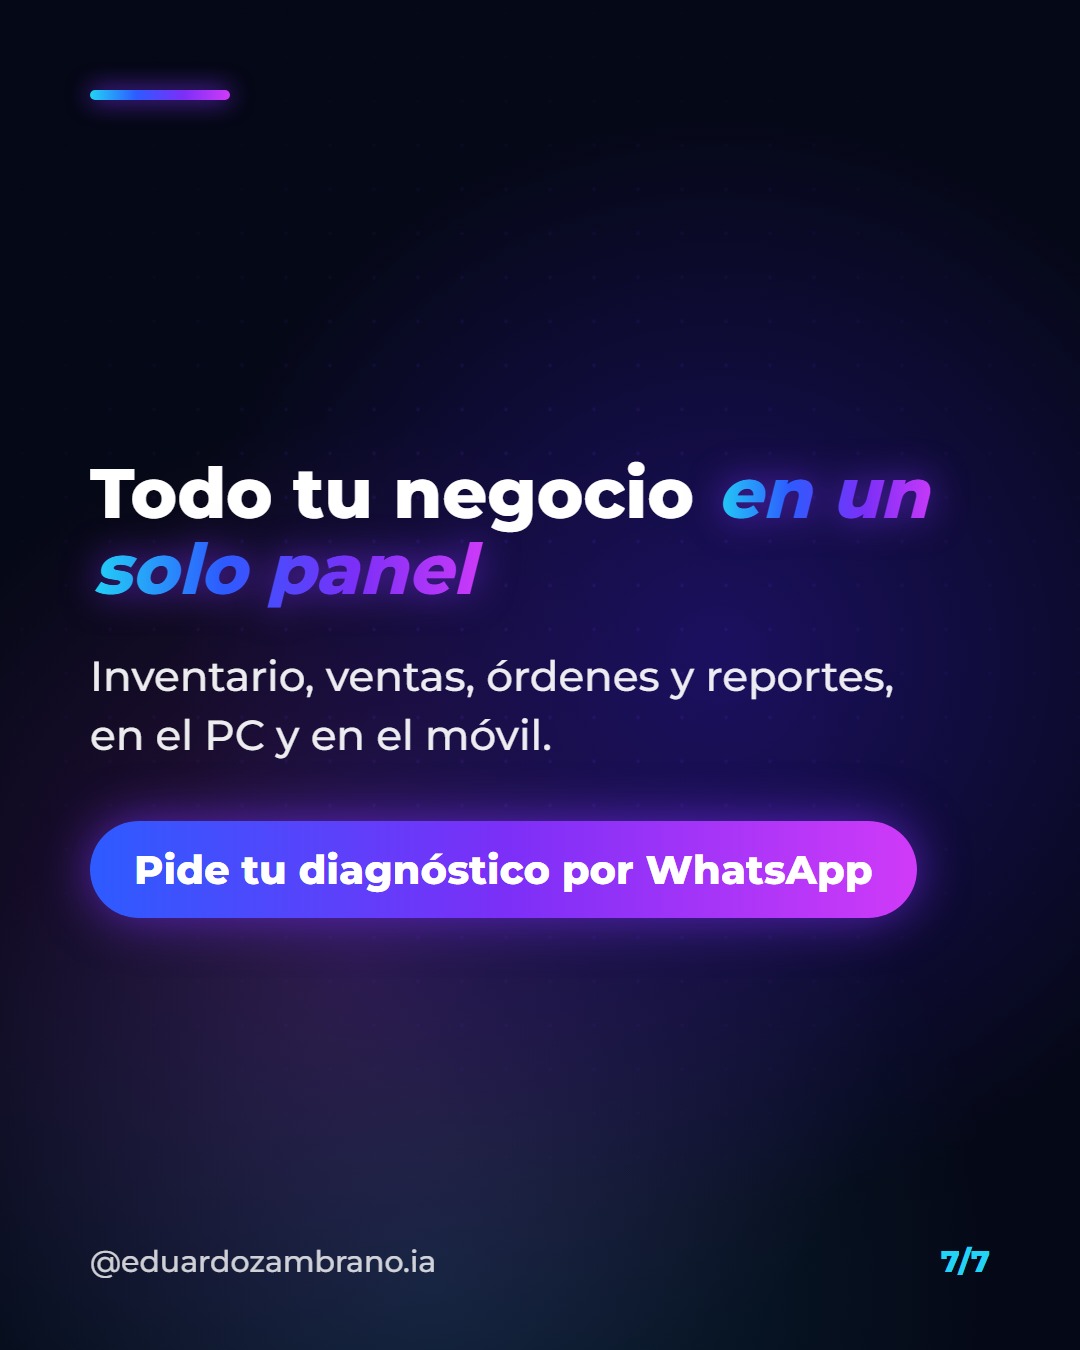 Todo tu negocio en un
solo panel
Inventario, ventas, órdenes y reportes,
en el PC y en el móvil.
Pide tu diagnóstico por WhatsApp
@eduardozambrano.ia
7/7